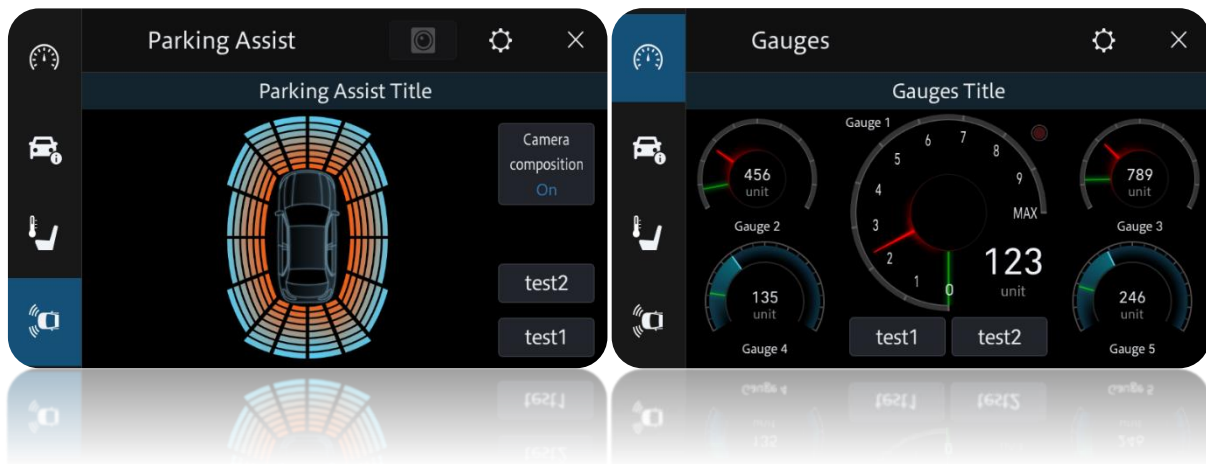 Parking Assist
Parking Assist Title
Camera
composition
On
test2
test1
Gauges
Gauges Title
Gauge 1
0
1
2
3
4
5
6
7
8
9
MAX
123
unit
456
unit
Gauge 2
789
unit
Gauge 3
135
unit
Gauge 4
246
unit
Gauge 5
test1
test2